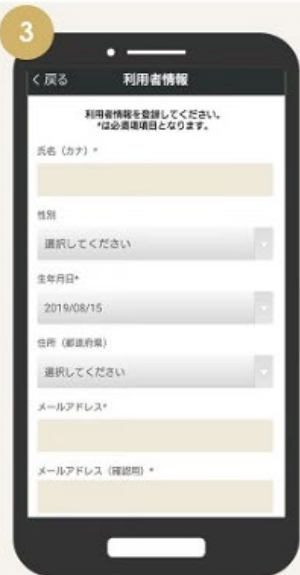 3
< 戻る 利用者情報
利用者情報を登録してください。
*は必須項項目となります。
氏名（カナ）*
性別
選択してください
生年月日*
2019/08/15
住所（都道府県）
選択してください
メールアドレス*
メールアドレス（確認用）*